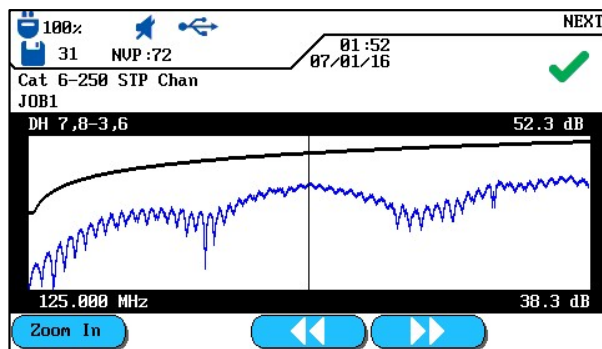 100% NEXT
31 NVP:72 01:52
07/01/16
Cat 6-250 STP Chan
JOB1
DH 7,8-3,6 52.3 dB
125.000 MHz 38.3 dB
Zoom In